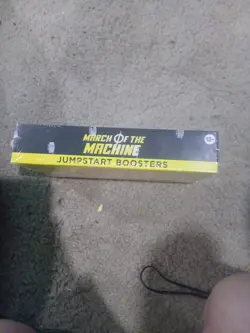 MARCH OF THE
MACHINE
JUMPSTART BOOSTERS